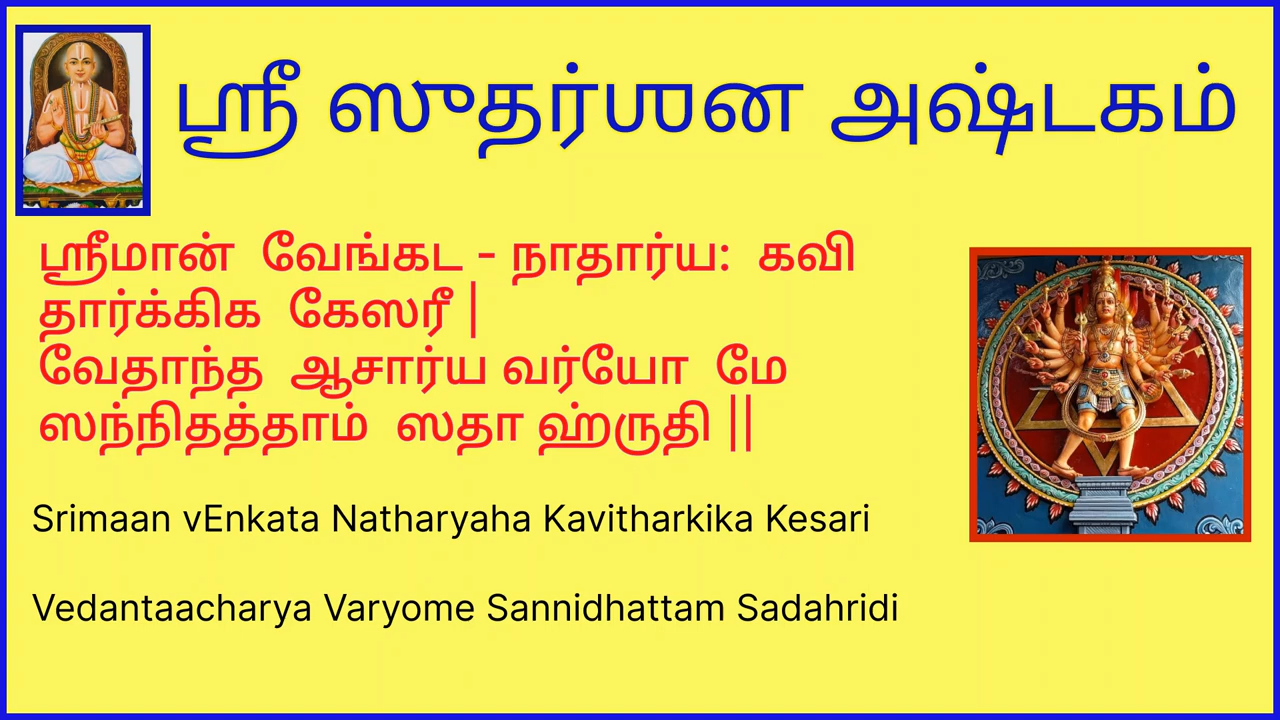 ஸ்ரீ ஸுதர்ஶன அஷ்டகம்
ஸ்ரீமான் வேங்கட - நாதார்ய: கவி
தார்க்கிக கேஸரீ |
வேதாந்த ஆசார்ய வர்யோ மே
ஸந்நிதத்தாம் ஸதா ஹ்ருதி ||
Srimaan vEnkata Natharyaha Kavitharkika Kesari
Vedantaacharya Varyome Sannidhattam Sadahridi